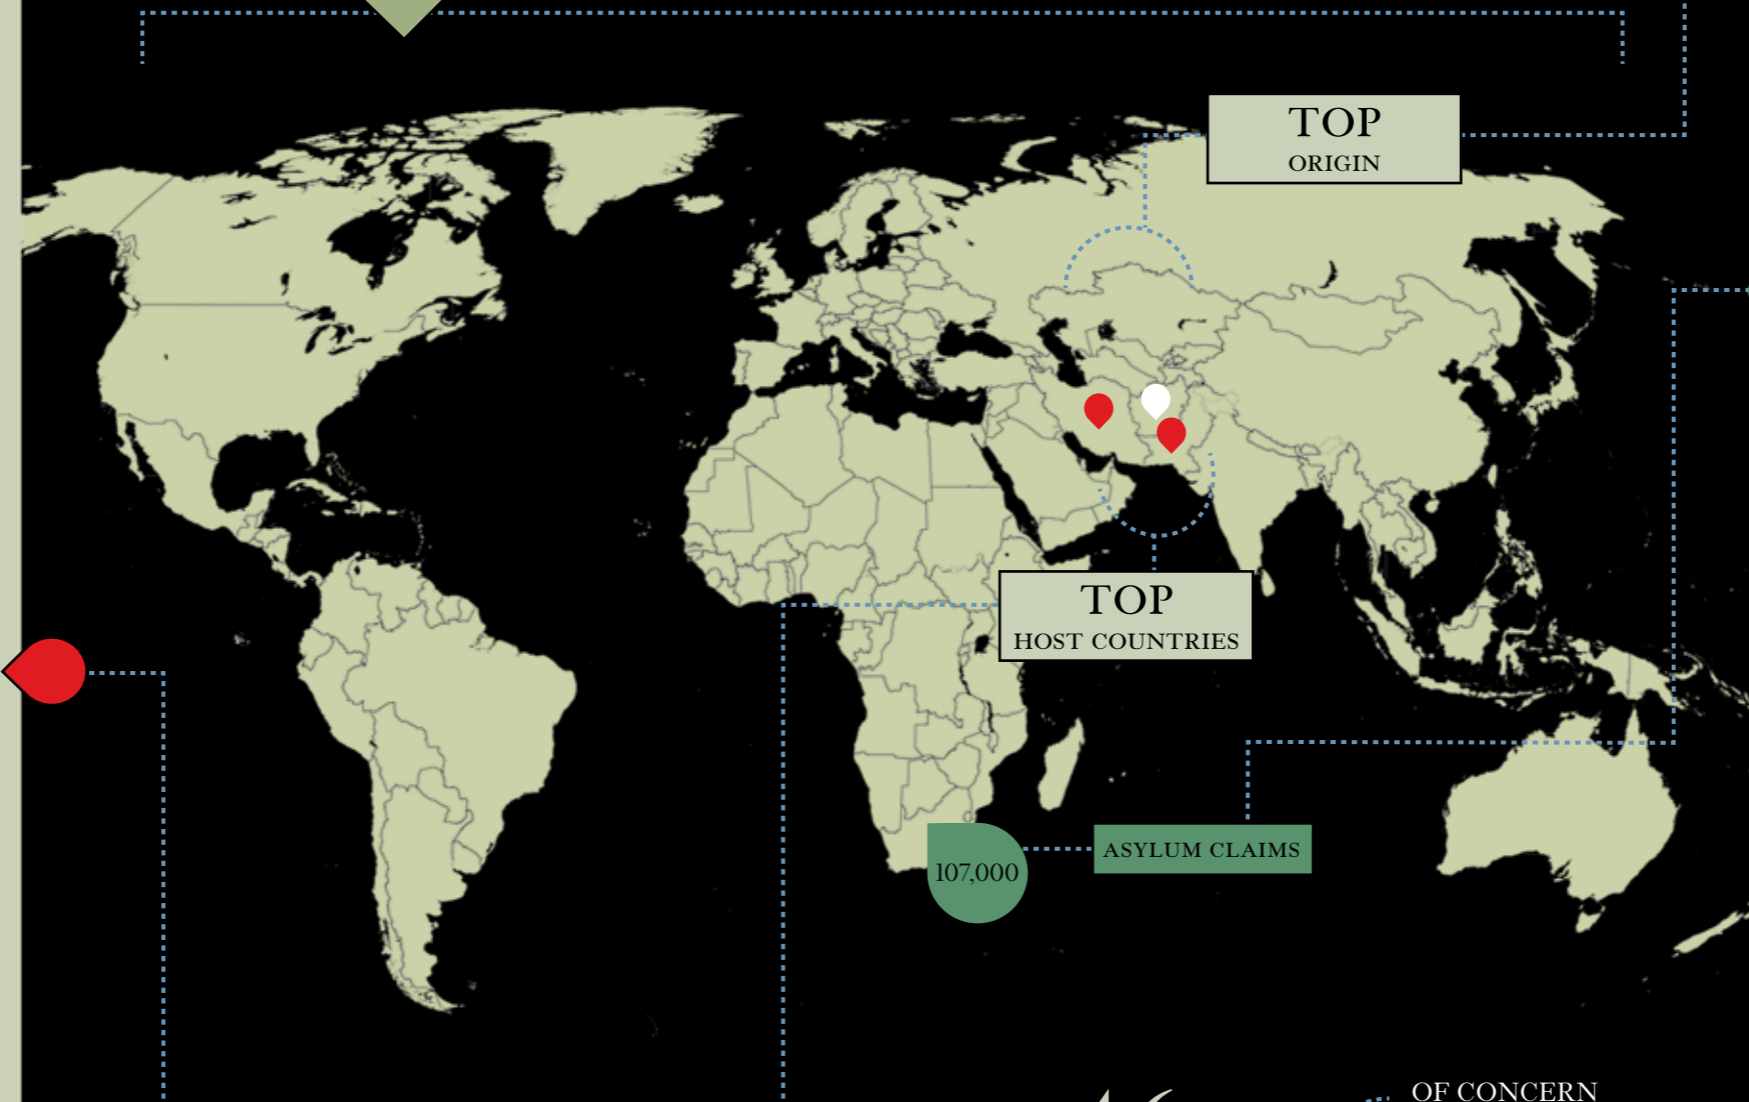 TOP
ORIGIN
TOP
HOST COUNTRIES
ASYLUM CLAIMS
107,000
OF CONCERN